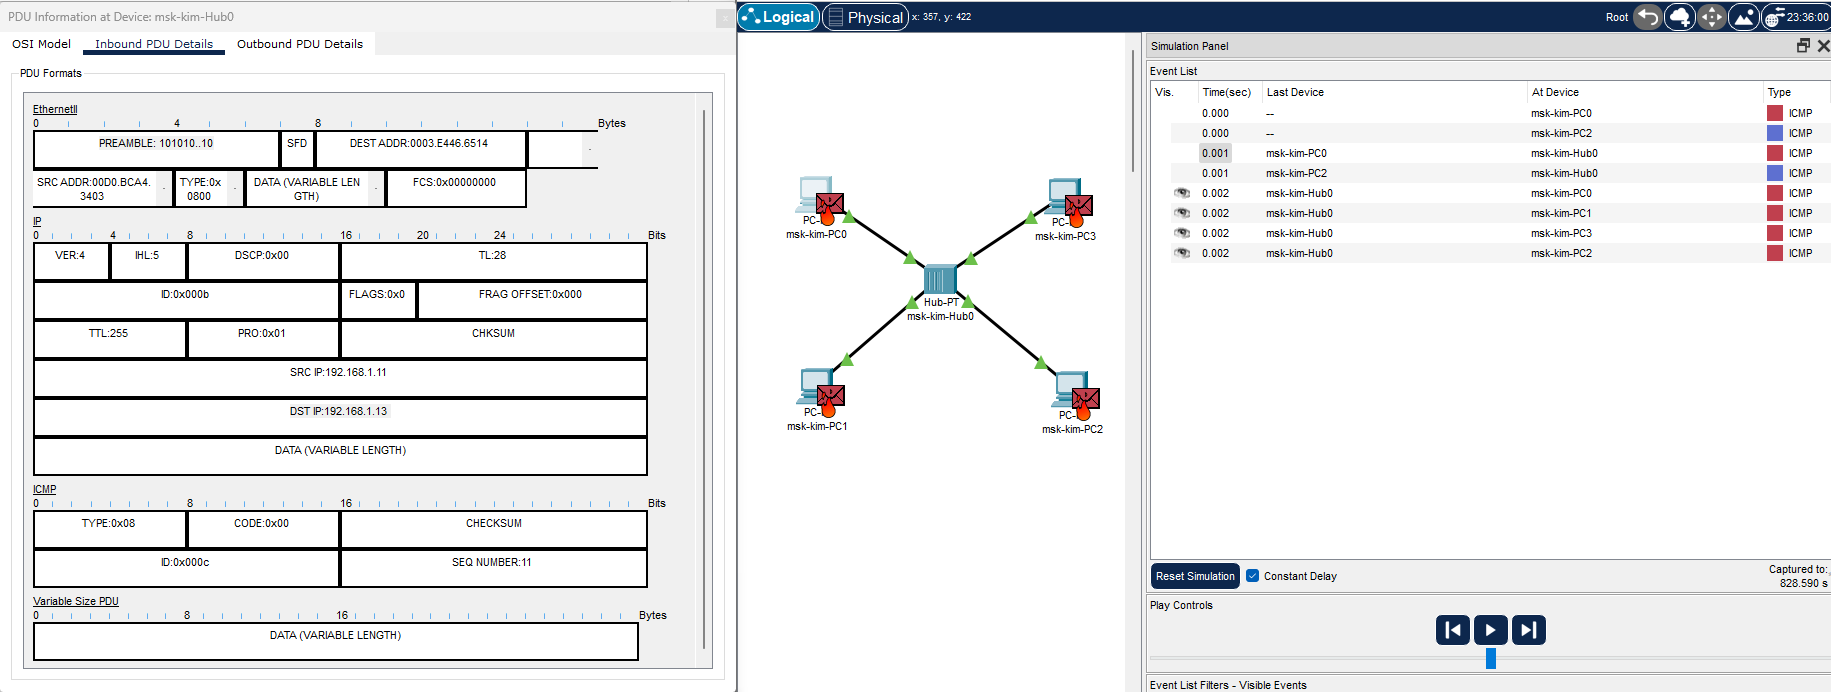 PDU Information at Device: msk-kim-Hub0
OSI Model Inbound PDU Details Outbound PDU Details
PDU Formats
EthernetII
0 4 8 Bytes
PREAMBLE: 101010..10 SFD DEST ADDR:0003.E446.6514
SRC ADDR:00D0.BCA4.
3403
TYPE:0x
0800
DATA (VARIABLE LEN
GTH)
FCS:0x00000000
IP
0 4 8 16 20 24 Bits
VER:4 IHL:5 DSCP:0x00 TL:28
ID:0x000b FLAGS:0x0 FRAG OFFSET:0x000
TTL:255 PRO:0x01 CHKSUM
SRC IP:192.168.1.11
DST IP:192.168.1.13
DATA (VARIABLE LENGTH)
ICMP
0 8 16 Bits
TYPE:0x08 CODE:0x00 CHECKSUM
ID:0x000c SEQ NUMBER:11
Variable Size PDU
0 8 16 Bytes
DATA (VARIABLE LENGTH)
Logical Physical x: 357, y: 422 Root 23:36:00
PC-
msk-kim-PC0
PC-
msk-kim-PC3
Hub-PT
msk-kim-Hub0
PC-
msk-kim-PC1
PC-
msk-kim-PC2
Simulation Panel
Event List
Vis. Time(sec) Last Device At Device Type
0.000 -- msk-kim-PC0 ICMP
0.000 -- msk-kim-PC2 ICMP
0.001 msk-kim-PC0 msk-kim-Hub0 ICMP
0.001 msk-kim-PC2 msk-kim-Hub0 ICMP
0.002 msk-kim-Hub0 msk-kim-PC0 ICMP
0.002 msk-kim-Hub0 msk-kim-PC1 ICMP
0.002 msk-kim-Hub0 msk-kim-PC3 ICMP
0.002 msk-kim-Hub0 msk-kim-PC2 ICMP
Reset Simulation Constant Delay
Captured to:
828.590 s
Play Controls
Event List Filters - Visible Events